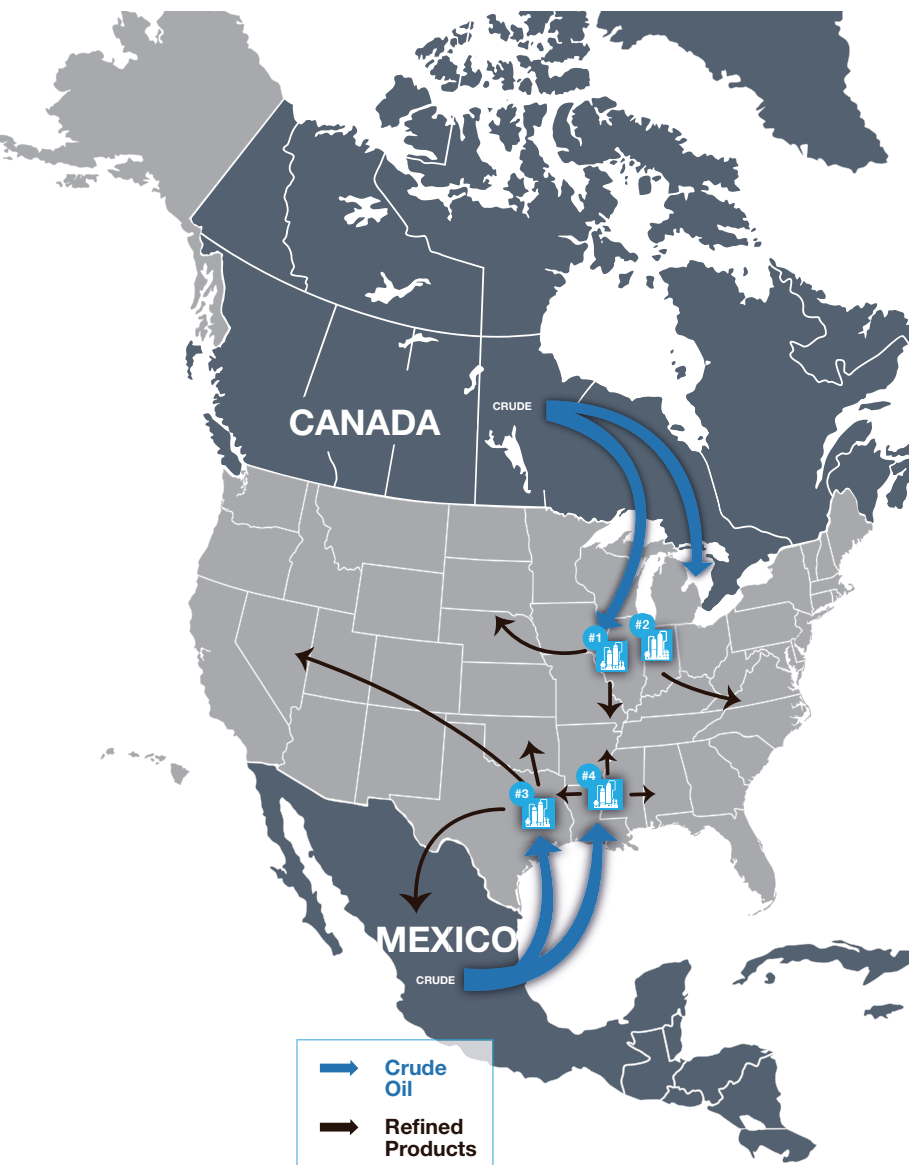 CRUDE
CANADA
#2
#1
#4
#3
MEXICO
CRUDE
Crude
Oil
Refined
Products